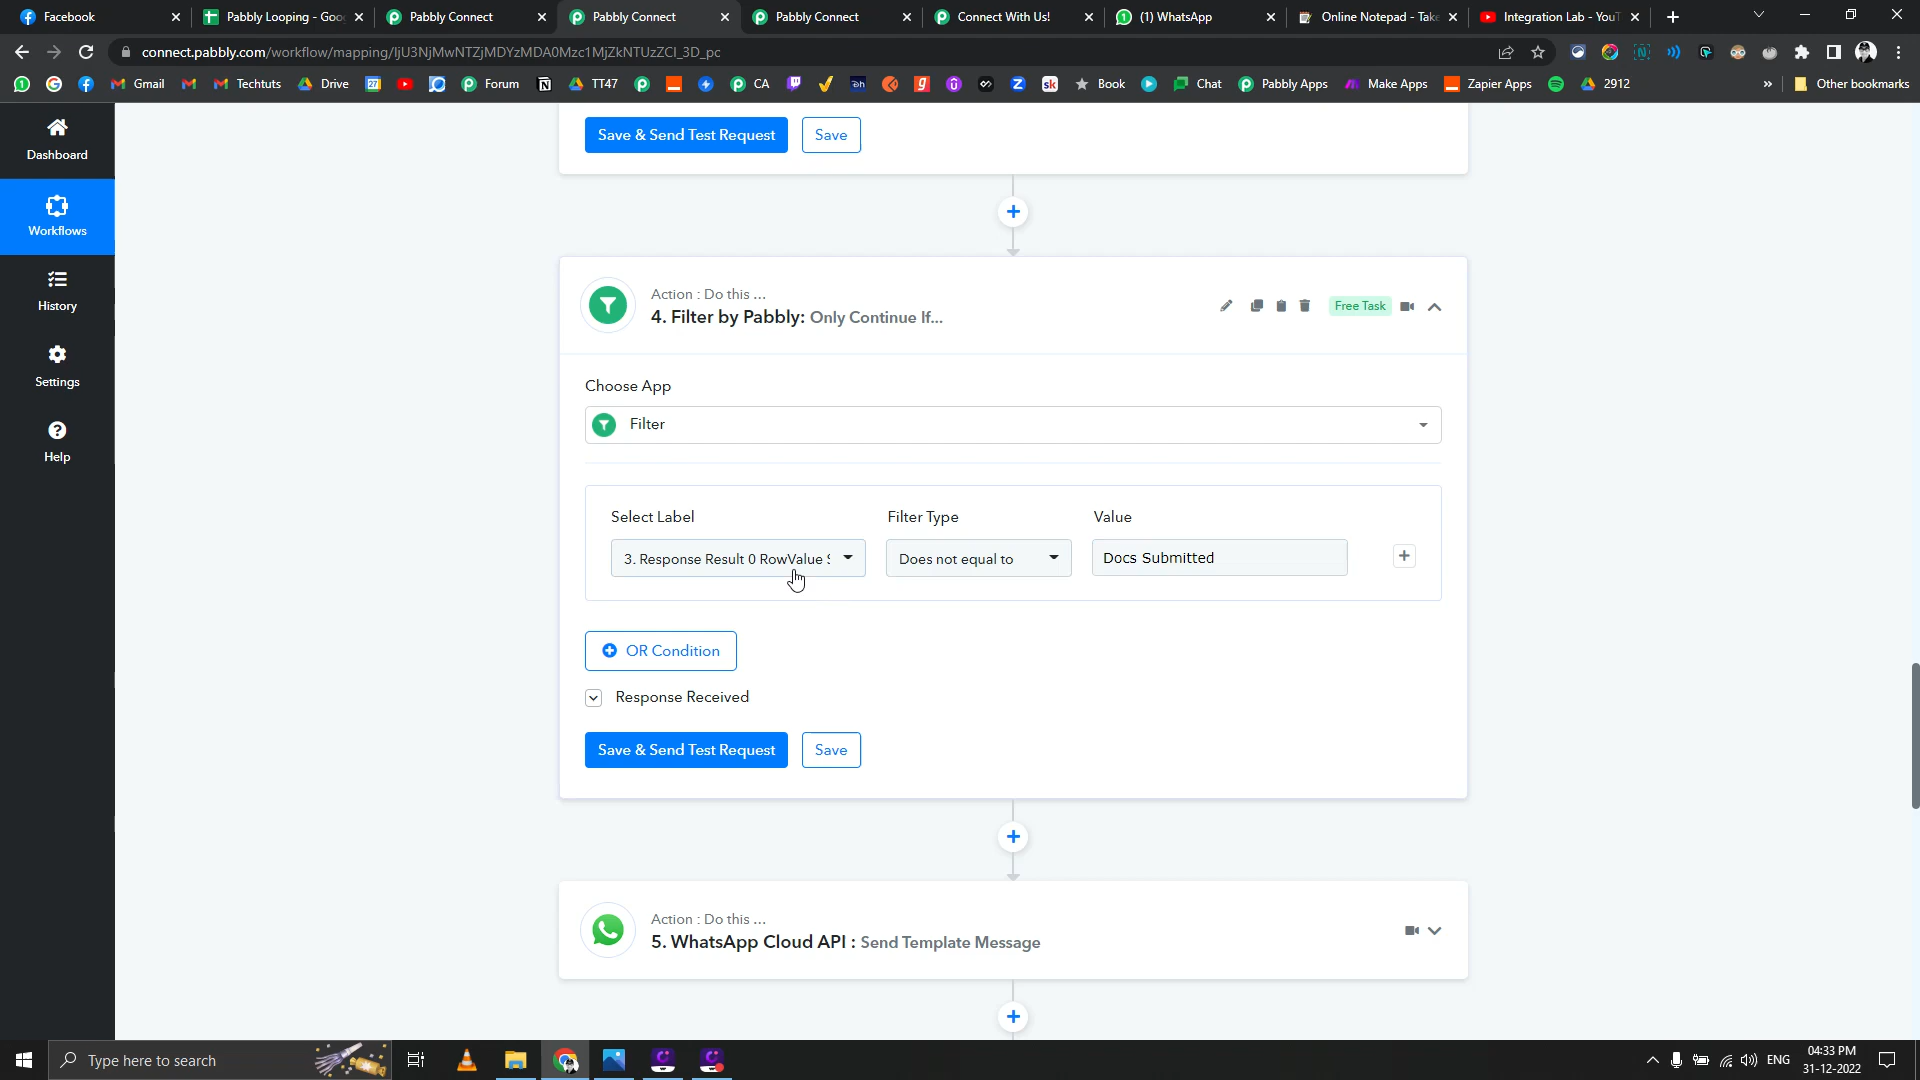 Facebook
Pabbly Looping - Goo
Pabbly Connect
Pabbly Connect
Pabbly Connect
Connect With Us!
(1) WhatsApp
Online Notepad - Take
Integration Lab - YouT
connect.pabbly.com/workflow/mapping/IjU3NjMwNTZjMDYzMDA0Mzc1MjZkNTUzZCI_3D_pc
Gmail
Techtuts
Drive
27
Forum
TT47
CA
Book
Chat
Pabbly Apps
Make Apps
Zapier Apps
2912
»
Other bookmarks
Dashboard
Workflows
History
Settings
Help
Save & Send Test Request
Save
Action : Do this ...
4. Filter by Pabbly: Only Continue If...
Free Task
Choose App
Filter
Select Label
Filter Type
Value
3. Response Result 0 RowValue S
Does not equal to
Docs Submitted
OR Condition
Response Received
Save & Send Test Request
Save
Action : Do this ...
5. WhatsApp Cloud API : Send Template Message
Type here to search
ENG
04:33 PM
31-12-2022